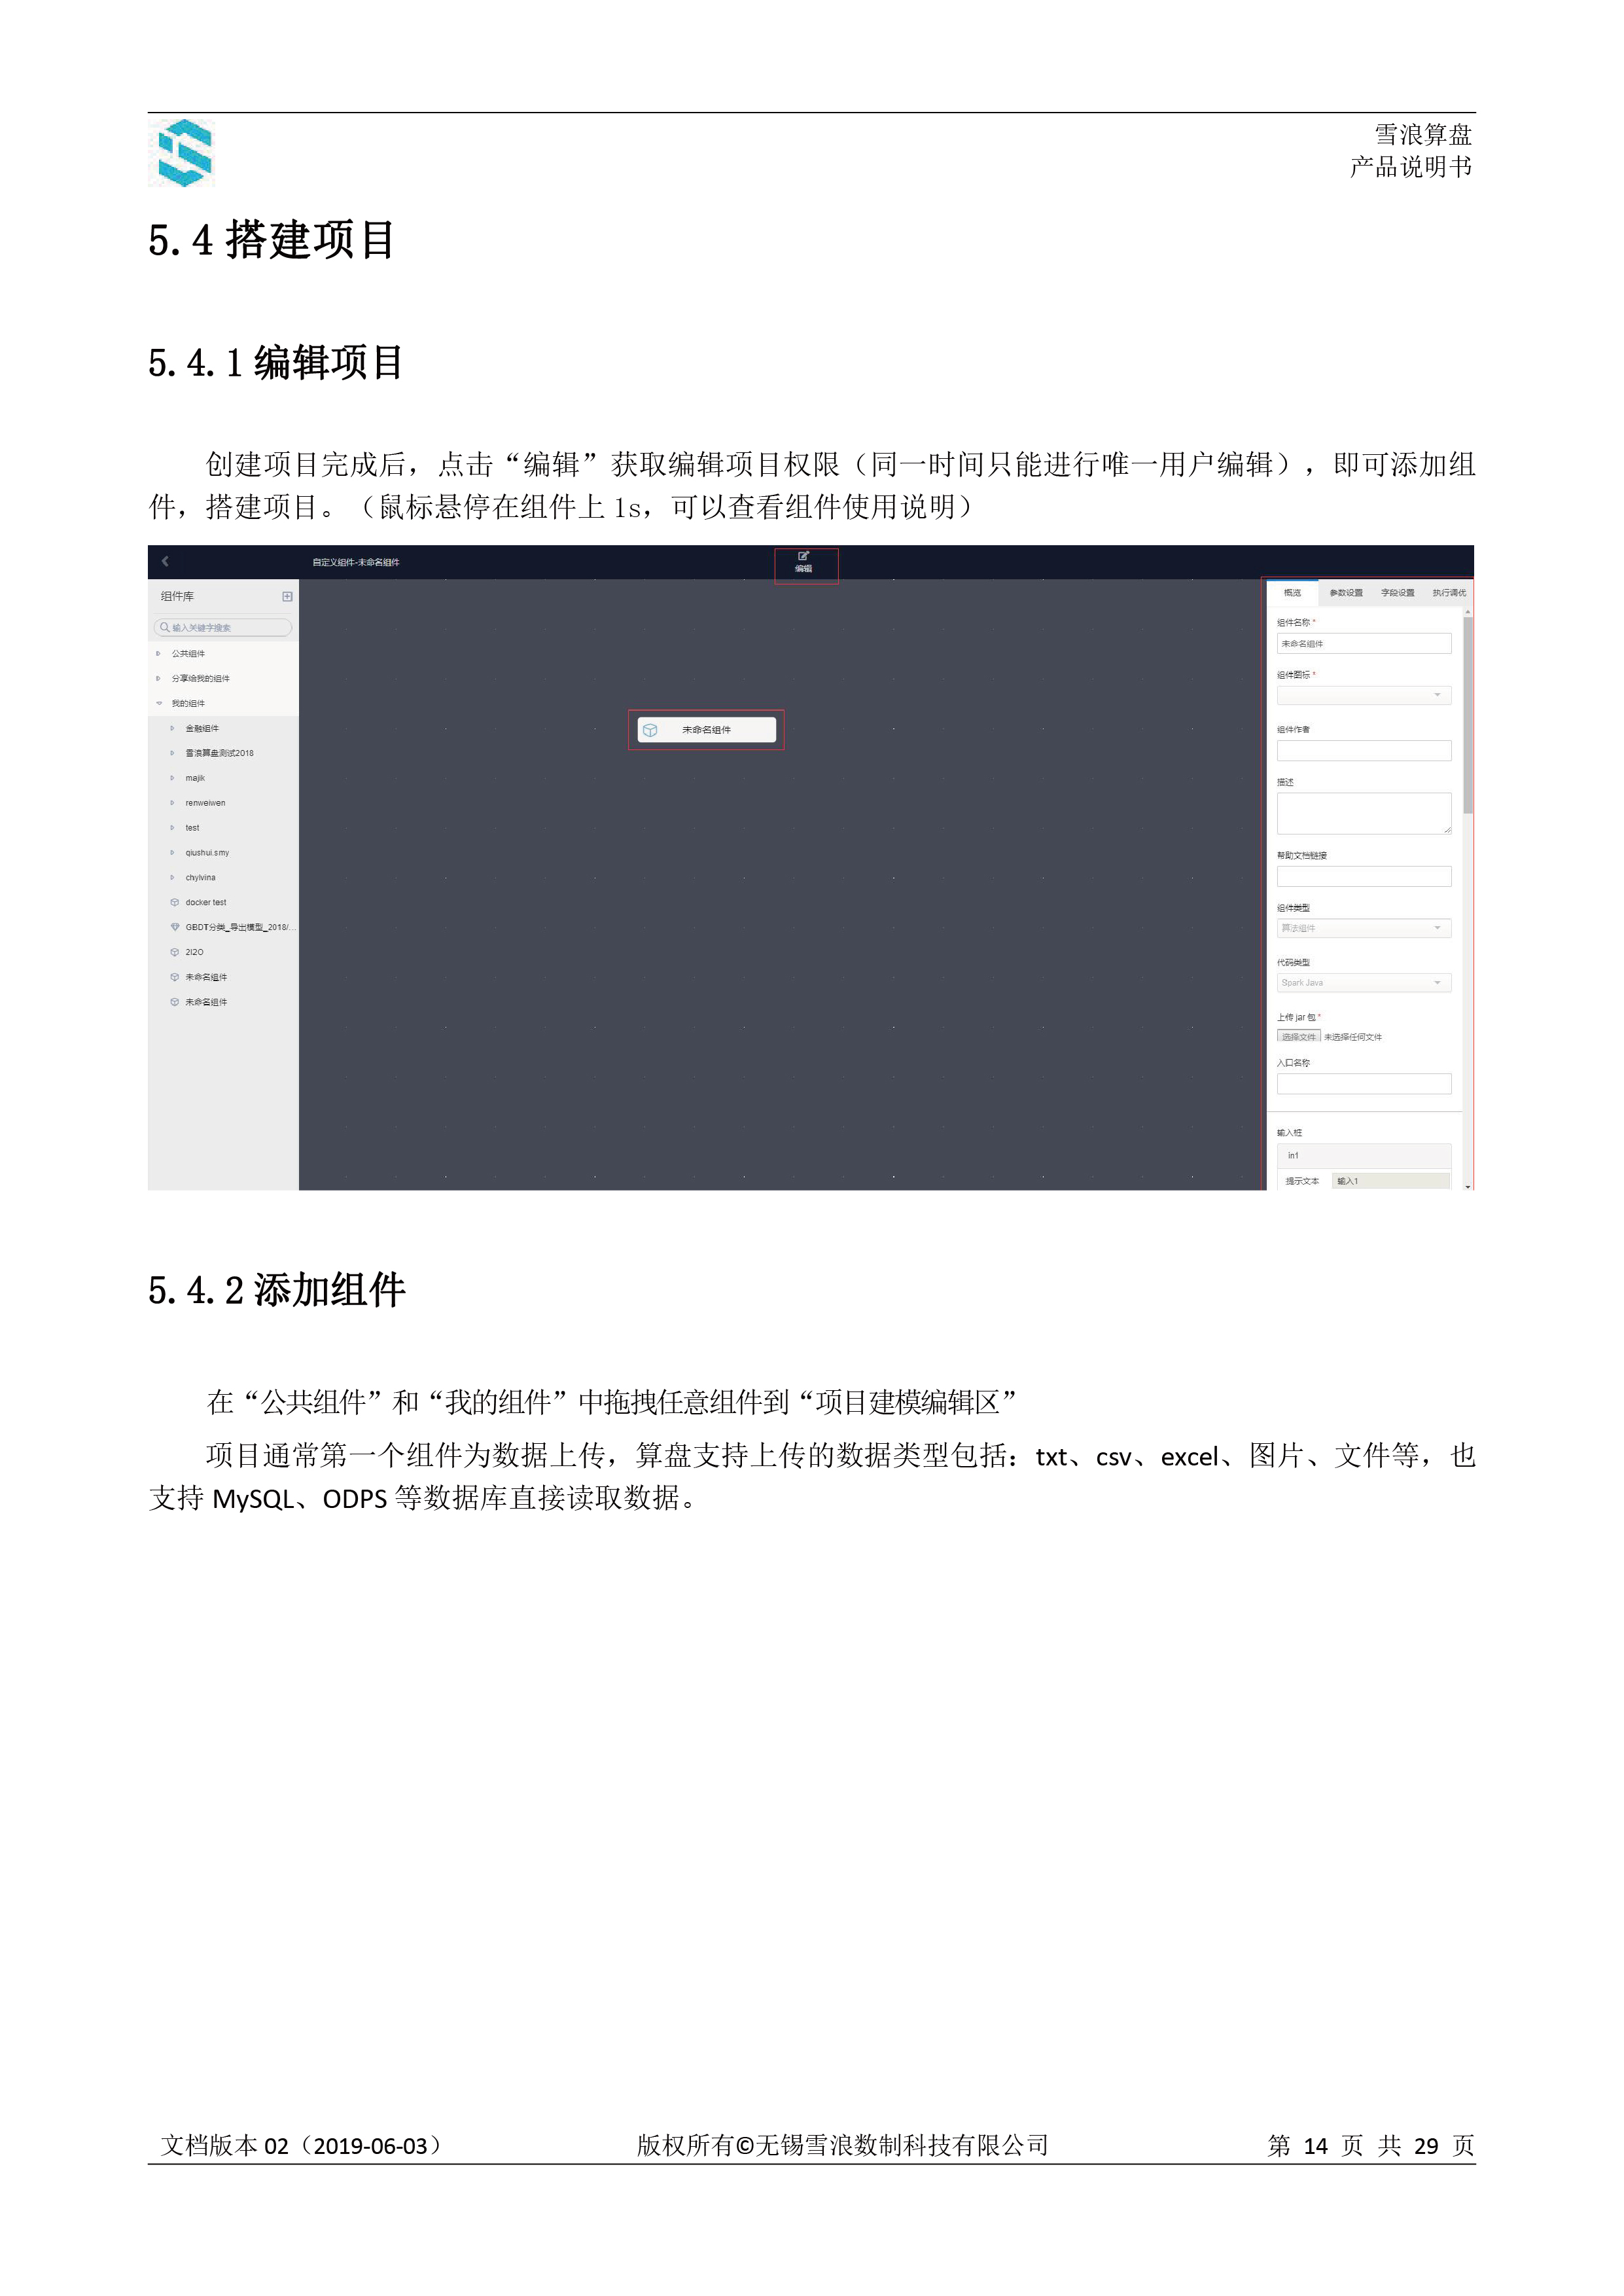 雪浪算盘
产品说明书
5.4 搭建项目
5.4.1 编辑项目
创建项目完成后，点击“编辑”获取编辑项目权限（同一时间只能进行唯一用户编辑），即可添加组
件，搭建项目。（鼠标悬停在组件上 1s，可以查看组件使用说明）
自定义组件-未命名组件
编辑
组件库
输入关键字搜索
公共组件
分享给我的组件
我的组件
金融组件
雪浪算盘测试2018
majik
renweiwen
test
qiushui.smy
chylvina
docker test
GBDT分类_导出模型_2018/...
2I2O
未命名组件
未命名组件
未命名组件
概览 参数设置 字段设置 执行调优
组件名称 *
未命名组件
组件图标 *
组件作者
描述
帮助文档链接
组件类型
算法组件
代码类型
Spark Java
上传 jar 包 *
选择文件 未选择任何文件
入口名称
输入桩
in1
提示文本 输入1
5.4.2 添加组件
在“公共组件”和“我的组件”中拖拽任意组件到“项目建模编辑区”
项目通常第一个组件为数据上传，算盘支持上传的数据类型包括：txt、csv、excel、图片、文件等，也
支持 MySQL、ODPS 等数据库直接读取数据。
文档版本 02（2019-06-03） 版权所有©无锡雪浪数制科技有限公司 第 14 页 共 29 页